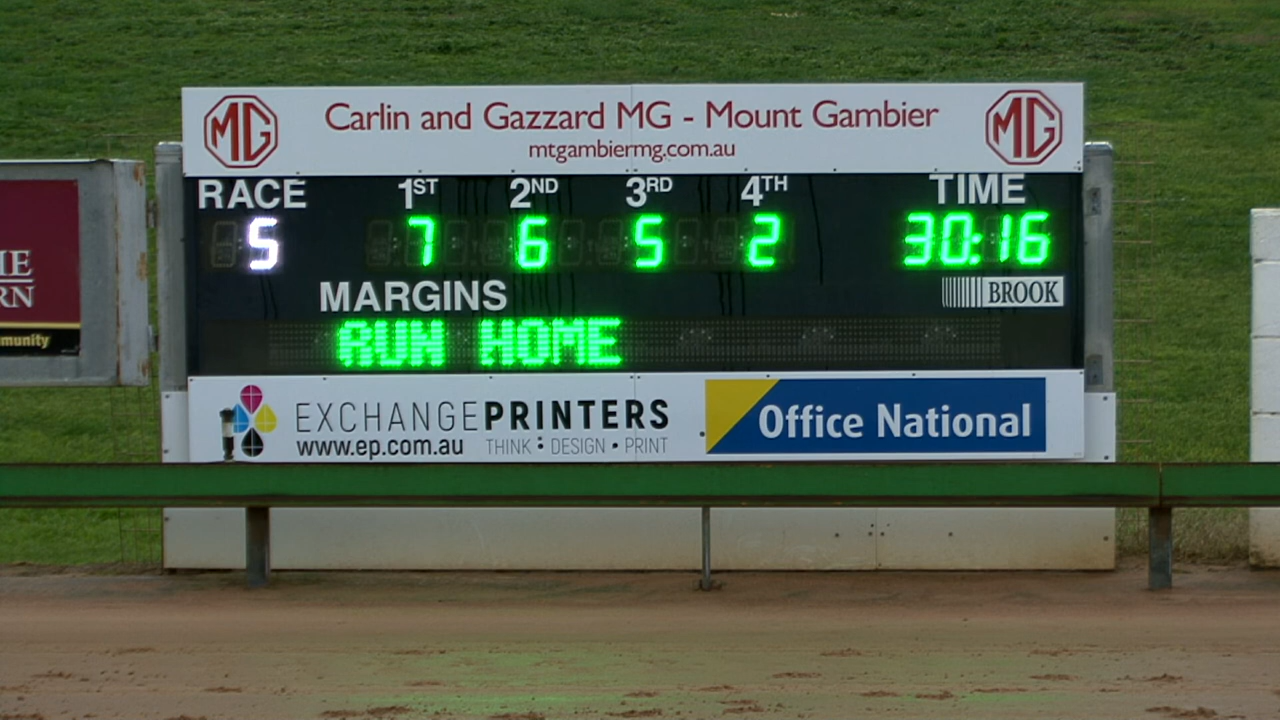 MG Carlin and Gazzard MG - Mount Gambier MG
mtgambiermg.com.au
RACE 1ST 2ND 3RD 4TH TIME
5 7 6 5 2 30:16
MARGINS BROOK
RUN HOME
EXCHANGEPRINTERS
www.ep.com.au THINK : DESIGN • PRINT
Office National